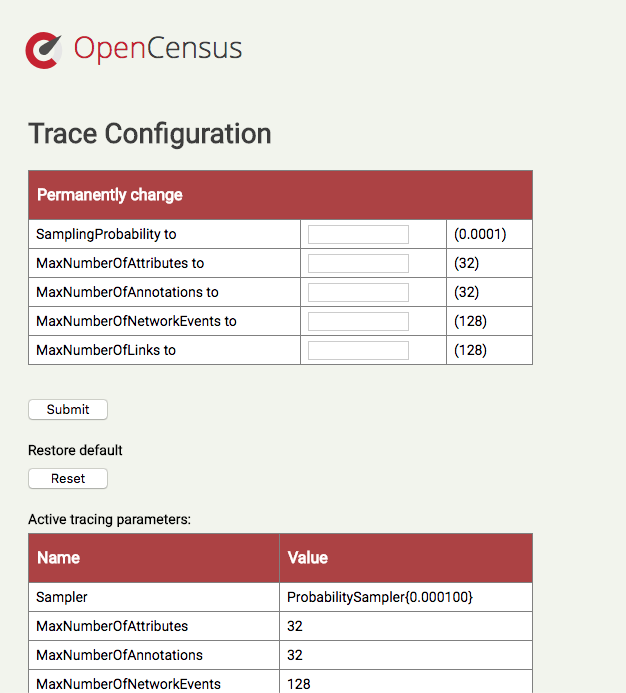 OpenCensus
Trace Configuration
Permanently change
SamplingProbability to (0.0001)
MaxNumberOfAttributes to (32)
MaxNumberOfAnnotations to (32)
MaxNumberOfNetworkEvents to (128)
MaxNumberOfLinks to (128)
Submit
Restore default
Reset
Active tracing parameters:
Name Value
Sampler ProbabilitySampler{0.000100}
MaxNumberOfAttributes 32
MaxNumberOfAnnotations 32
MaxNumberOfNetworkEvents 128